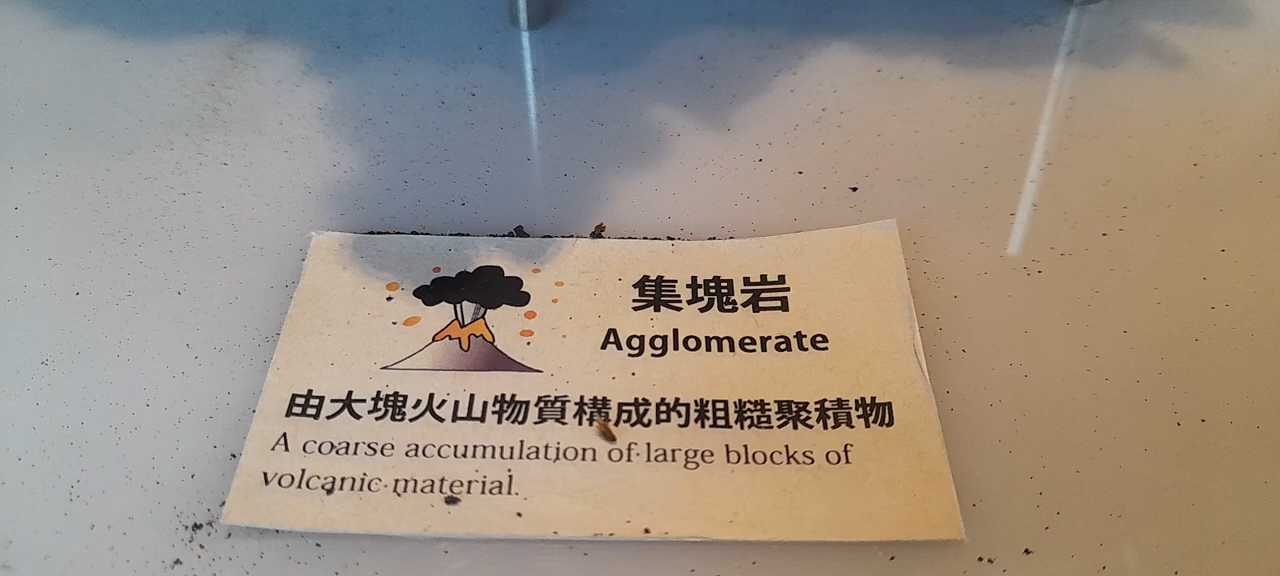 集塊岩
Agglomerate
由大塊火山物質構成的粗糙聚積物
A coarse accumulation of large blocks of
volcanic material.